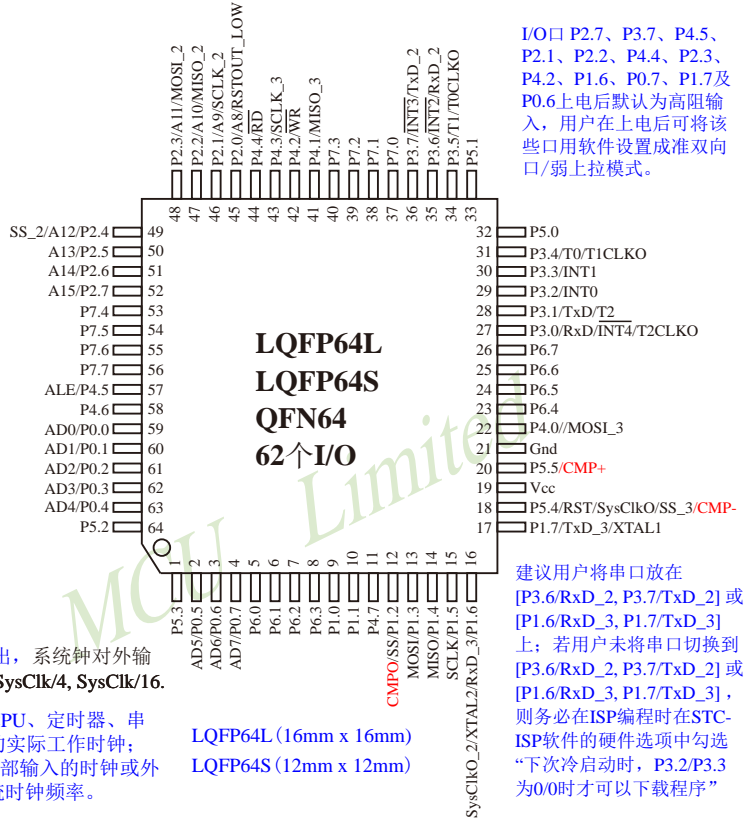 I/O口 P2.7、P3.7、P4.5、
P2.1、P2.2、P4.4、P2.3、
P4.2、P1.6、P0.7、P1.7及
P0.6上电后默认为高阻输
入，用户在上电后可将该
些口用软件设置成准双向
口/弱上拉模式。
P2.3/A11/MOSI_2
P2.2/A10/MISO_2
P2.1/A9/SCLK_2
P2.0/A8/RSTOUT_LOW
P4.4/RD
P4.3/SCLK_3
P4.2/WR
P4.1/MISO_3
P7.3
P7.2
P7.1
P7.0
P3.7/INT3/TxD_2
P3.6/INT2/RxD_2
P3.5/T1/T0CLKO
P5.1
48
47
46
45
44
43
42
41
40
39
38
37
36
35
34
33
SS_2/A12/P2.4 49
A13/P2.5 50
A14/P2.6 51
A15/P2.7 52
P7.4 53
P7.5 54
P7.6 55
P7.7 56
ALE/P4.5 57
P4.6 58
AD0/P0.0 59
AD1/P0.1 60
AD2/P0.2 61
AD3/P0.3 62
AD4/P0.4 63
P5.2 64
LQFP64L
LQFP64S
QFN64
62个I/O
32 P5.0
31 P3.4/T0/T1CLKO
30 P3.3/INT1
29 P3.2/INT0
28 P3.1/TxD/T2
27 P3.0/RxD/INT4/T2CLKO
26 P6.7
25 P6.6
24 P6.5
23 P6.4
22 P4.0//MOSI_3
21 Gnd
20 P5.5/CMP+
19 Vcc
18 P5.4/RST/SysClkO/SS_3/CMP-
17 P1.7/TxD_3/XTAL1
MCU Limited
1
2
3
4
5
6
7
8
9
10
11
12
13
14
15
16
P5.3
AD5/P0.5
AD6/P0.6
AD7/P0.7
P6.0
P6.1
P6.2
P6.3
P1.0
P1.1
P4.7
CMPO/SS/P1.2
MOSI/P1.3
MISO/P1.4
SCLK/P1.5
SysClkO_2/XTAL2/RxD_3/P1.6
出，系统钟对外输
SysClk/4, SysClk/16.
PU、定时器、串
实际工作时钟；
部输入的时钟或外
时钟频率。
LQFP64L（16mm x 16mm）
LQFP64S（12mm x 12mm）
建议用户将串口放在
[P3.6/RxD_2, P3.7/TxD_2] 或
[P1.6/RxD_3, P1.7/TxD_3]
上；若用户未将串口切换到
[P3.6/RxD_2, P3.7/TxD_2] 或
[P1.6/RxD_3, P1.7/TxD_3]，
则务必在ISP编程时在STC-
ISP软件的硬件选项中勾选
“下次冷启动时，P3.2/P3.3
为0/0时才可以下载程序”